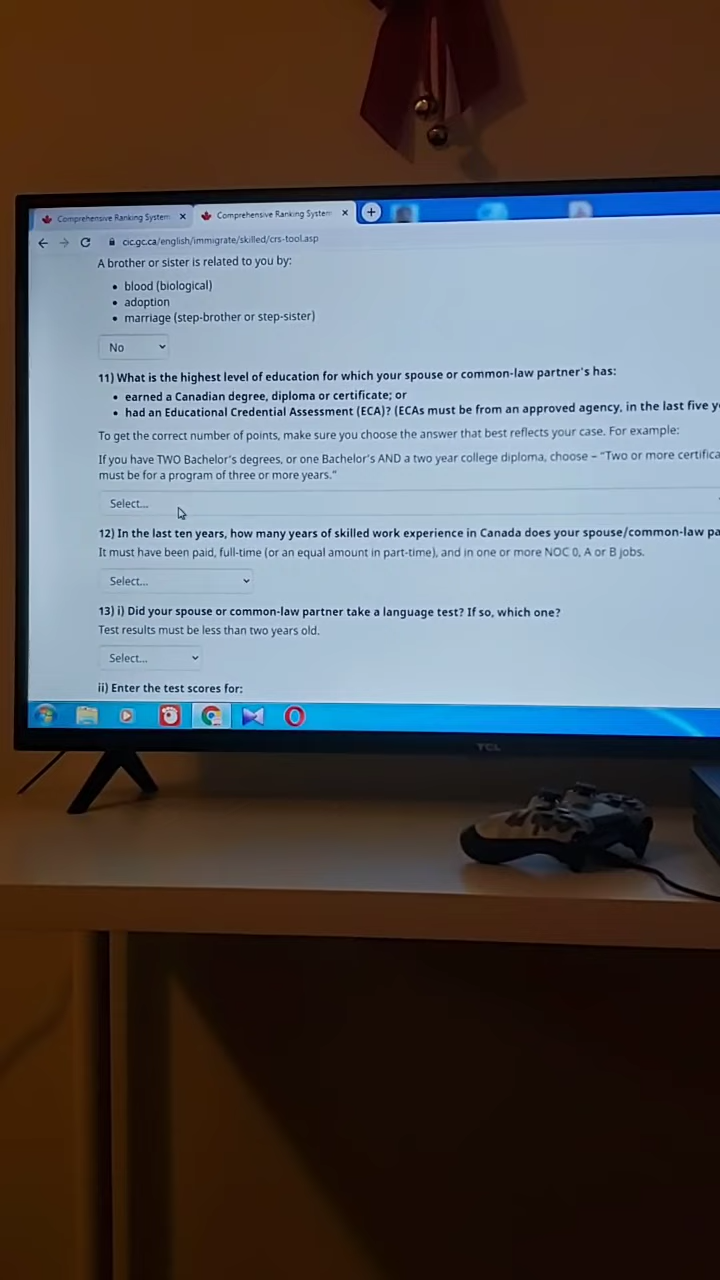 Comprehensive Ranking System
Comprehensive Ranking System
cic.gc.ca/english/immigrate/skilled/crs-tool.asp
A brother or sister is related to you by:
• blood (biological)
• adoption
• marriage (step-brother or step-sister)
No
11) What is the highest level of education for which your spouse or common-law partner's has:
• earned a Canadian degree, diploma or certificate; or
• had an Educational Credential Assessment (ECA)? (ECAs must be from an approved agency, in the last five
To get the correct number of points, make sure you choose the answer that best reflects your case. For example:
If you have TWO Bachelor's degrees, or one Bachelor's AND a two year college diploma, choose – "Two or more
must be for a program of three or more years."
Select...
12) In the last ten years, how many years of skilled work experience in Canada does your spouse/common-law
It must have been paid, full-time (or an equal amount in part-time), and in one or more NOC 0, A or B jobs.
Select...
13) i) Did your spouse or common-law partner take a language test? If so, which one?
Test results must be less than two years old.
Select...
ii) Enter the test scores for:
TCL